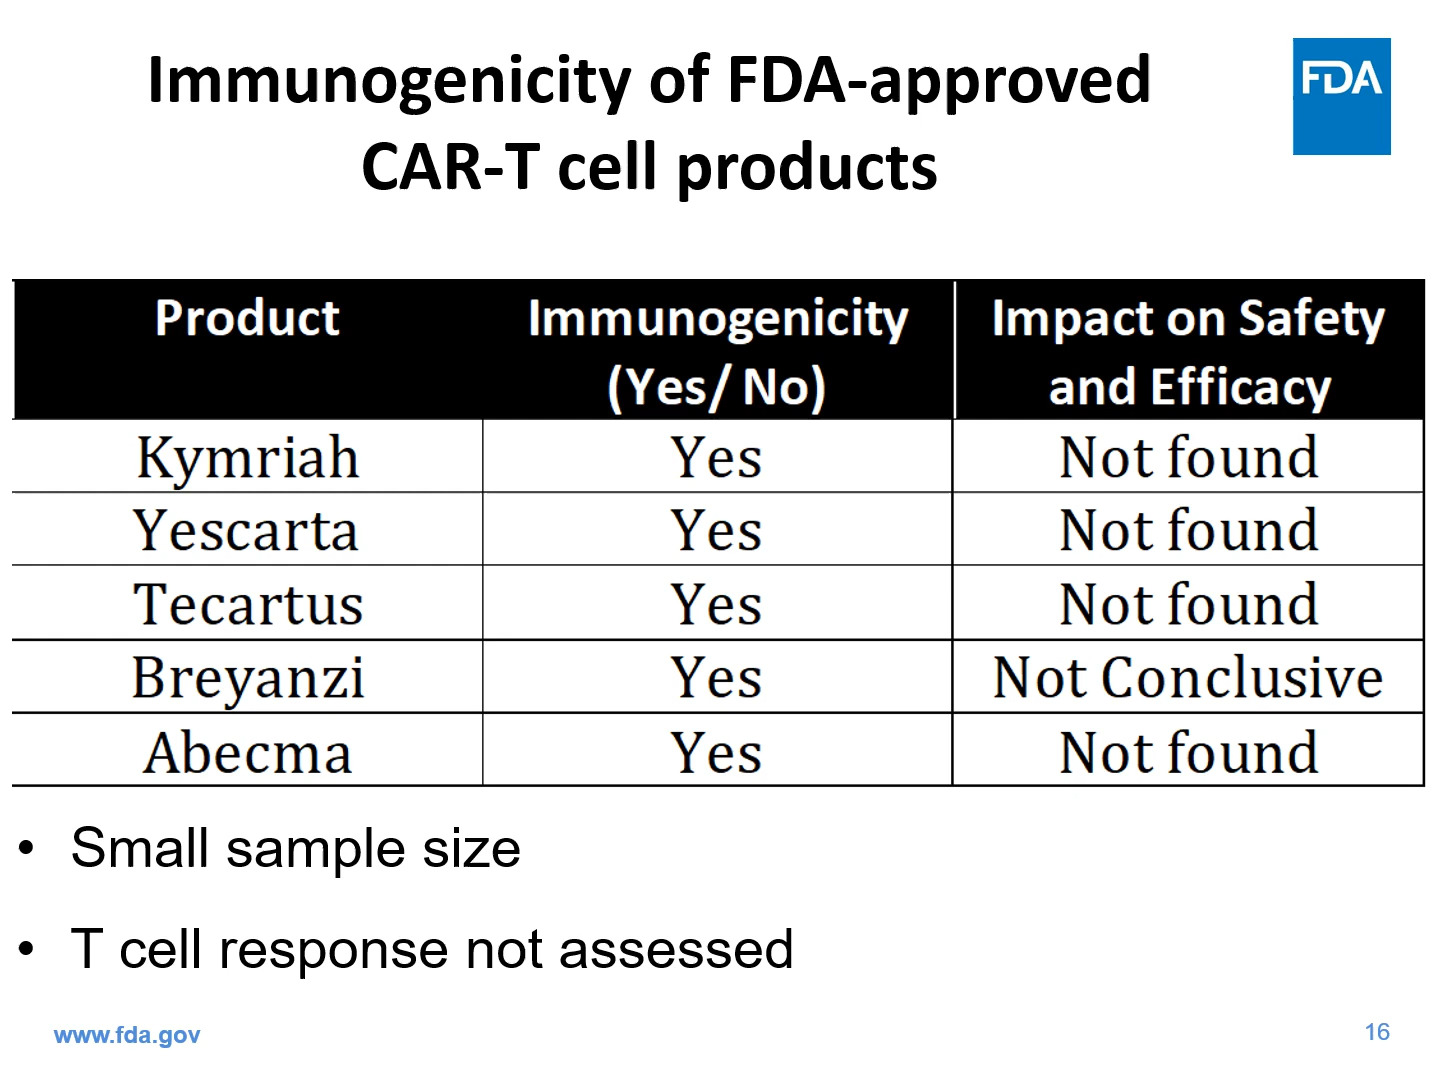 Immunogenicity of FDA-approved
CAR-T cell products
FDA
Product Immunogenicity Impact on Safety
(Yes/ No) and Efficacy
Kymriah Yes Not found
Yescarta Yes Not found
Tecartus Yes Not found
Breyanzi Yes Not Conclusive
Abecma Yes Not found
• Small sample size
• T cell response not assessed
www.fda.gov 16